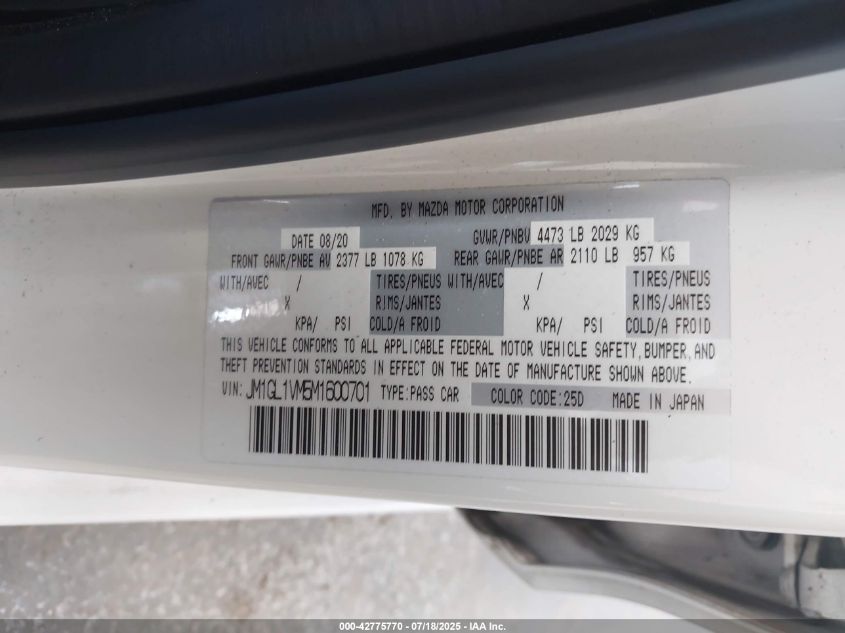 MFD. BY MAZDA MOTOR CORPORATION
DATE 08/20 GVWR/PNBV 4473 LB 2029 KG
FRONT GAWR/PNBE AV 2377 LB 1078 KG REAR GAWR/PNBE AR 2110 LB 957 KG
WITH/AVEC / TIRES/PNEUS WITH/AVEC / TIRES/PNEUS
X RIMS/JANTES X RIMS/JANTES
KPA/ PSI COLD/A FROID KPA/ PSI COLD/A FROID
THIS VEHICLE CONFORMS TO ALL APPLICABLE FEDERAL MOTOR VEHICLE SAFETY, BUMPER, AND
THEFT PREVENTION STANDARDS IN EFFECT ON THE DATE OF MANUFACTURE SHOWN ABOVE.
VIN: JM1GL1VM5M1600701 TYPE:PASS CAR COLOR CODE:25D MADE IN JAPAN
000-42775770 - 07/18/2025 - IAA Inc.